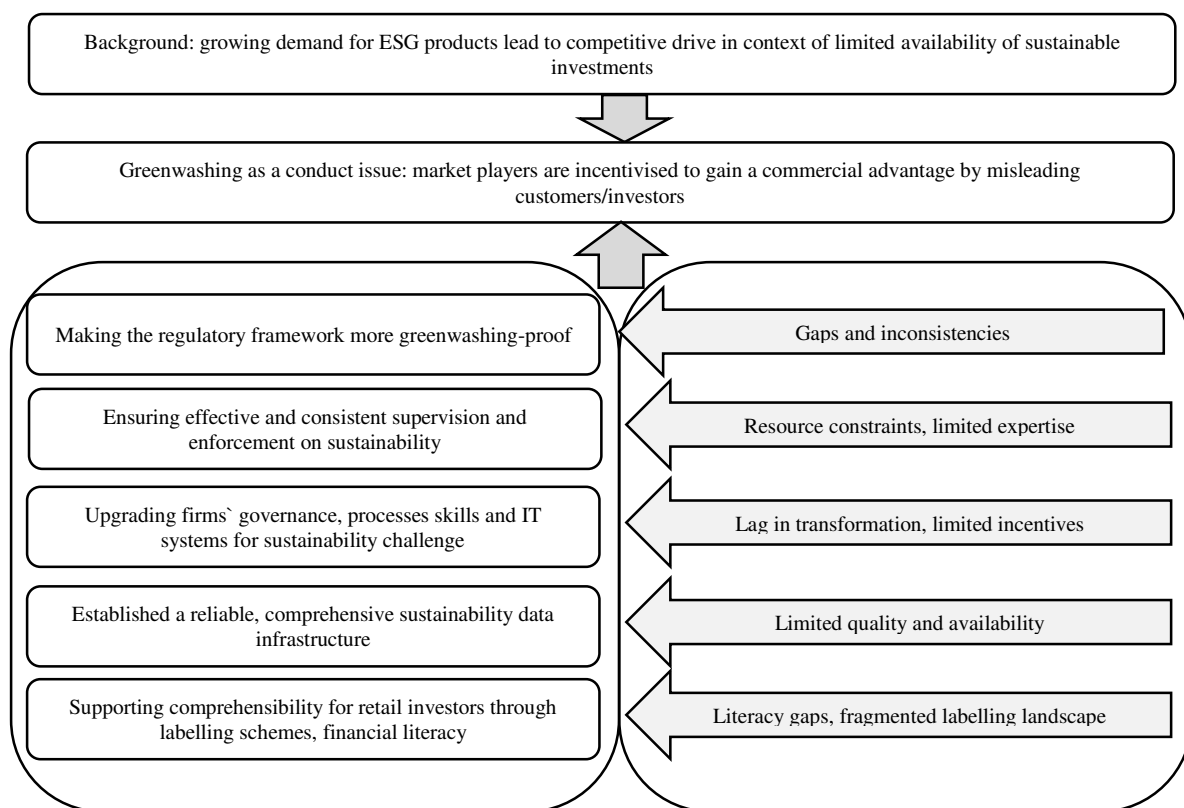 Background: growing demand for ESG products lead to competitive drive in context of limited availability of sustainable
investments
Greenwashing as a conduct issue: market players are incentivised to gain a commercial advantage by misleading
customers/investors
Making the regulatory framework more greenwashing-proof
Gaps and inconsistencies
Ensuring effective and consistent supervision and
enforcement on sustainability
Resource constraints, limited expertise
Upgrading firms` governance, processes skills and IT
systems for sustainability challenge
Lag in transformation, limited incentives
Established a reliable, comprehensive sustainability data
infrastructure
Limited quality and availability
Supporting comprehensibility for retail investors through
labelling schemes, financial literacy
Literacy gaps, fragmented labelling landscape